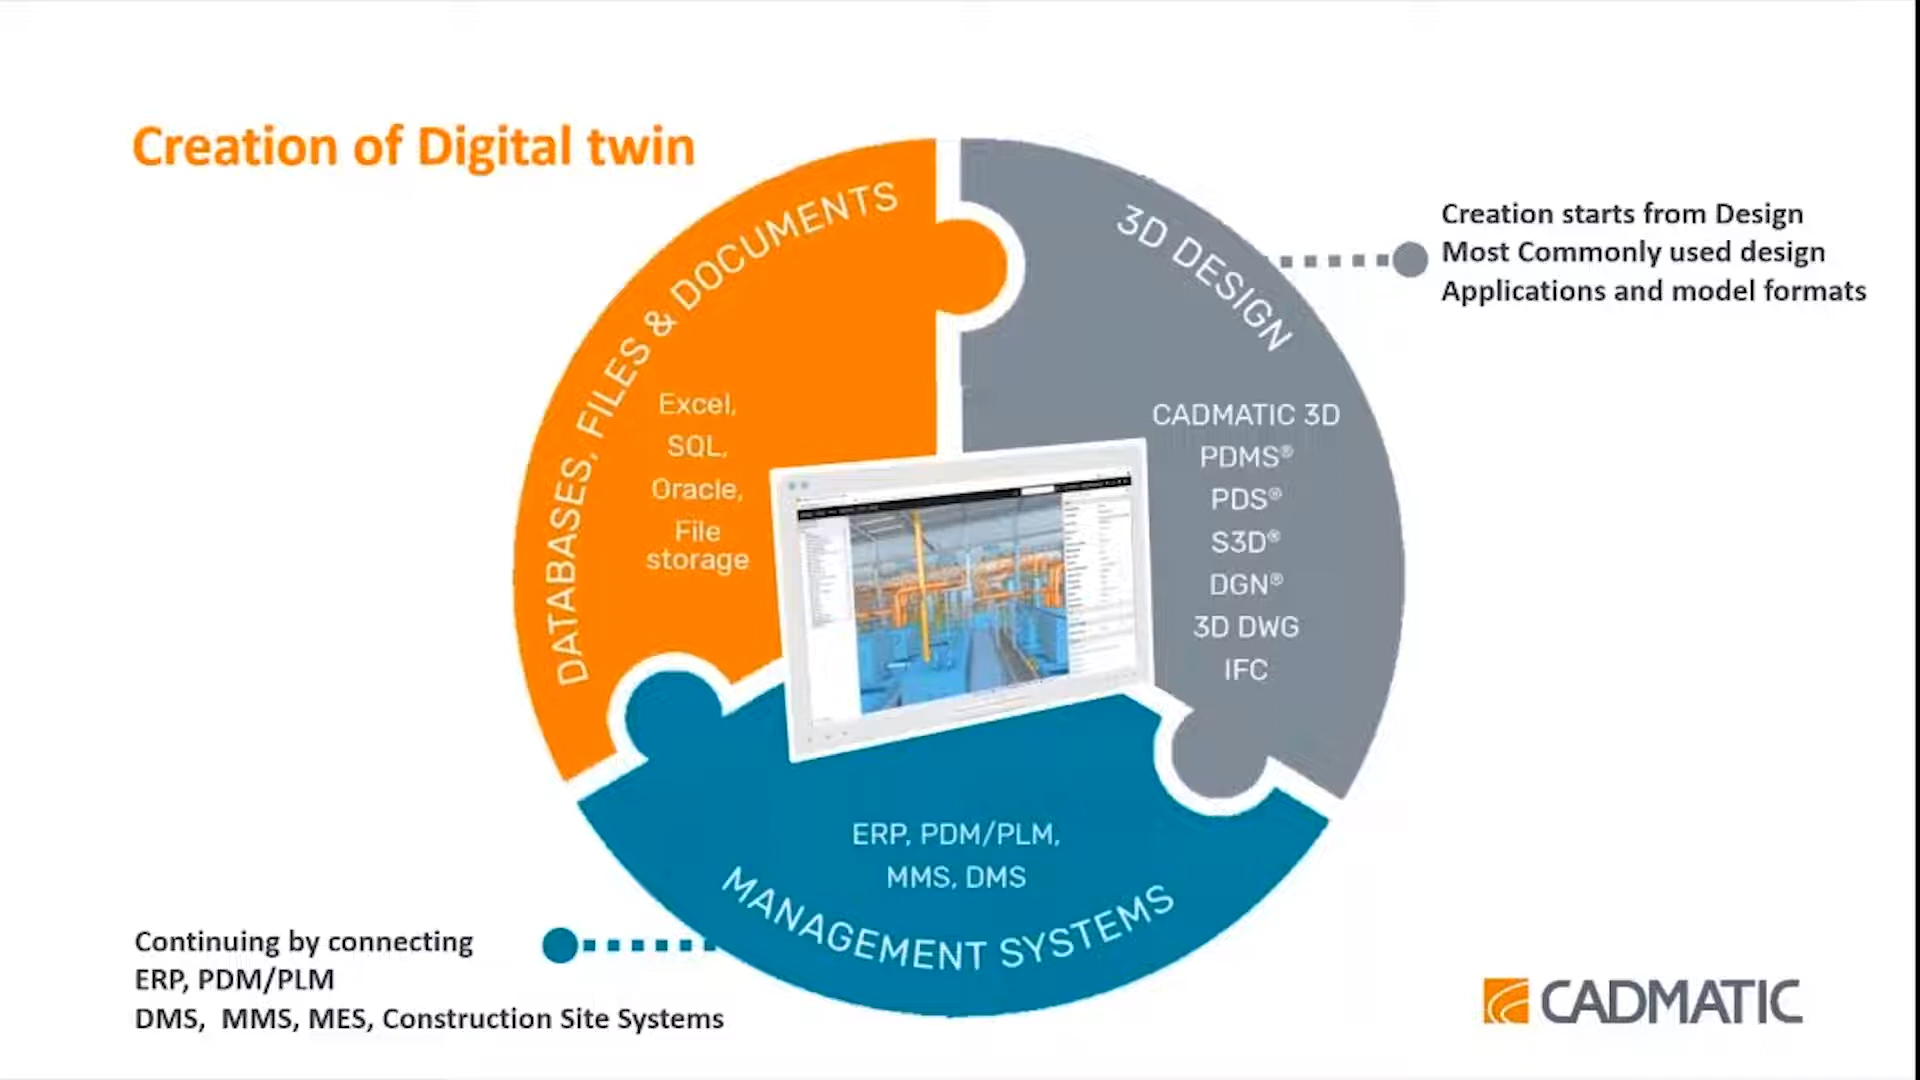 Creation of Digital twin
DATABASES, FILES & DOCUMENTS
Excel,
SQL,
Oracle,
File
storage
3D DESIGN
CADMATIC 3D
PDMS®
PDS®
S3D®
DGN®
3D DWG
IFC
Creation starts from Design
Most Commonly used design
Applications and model formats
ERP, PDM/PLM,
MMS, DMS
MANAGEMENT SYSTEMS
Continuing by connecting
ERP, PDM/PLM
DMS, MMS, MES, Construction Site Systems
CADMATIC